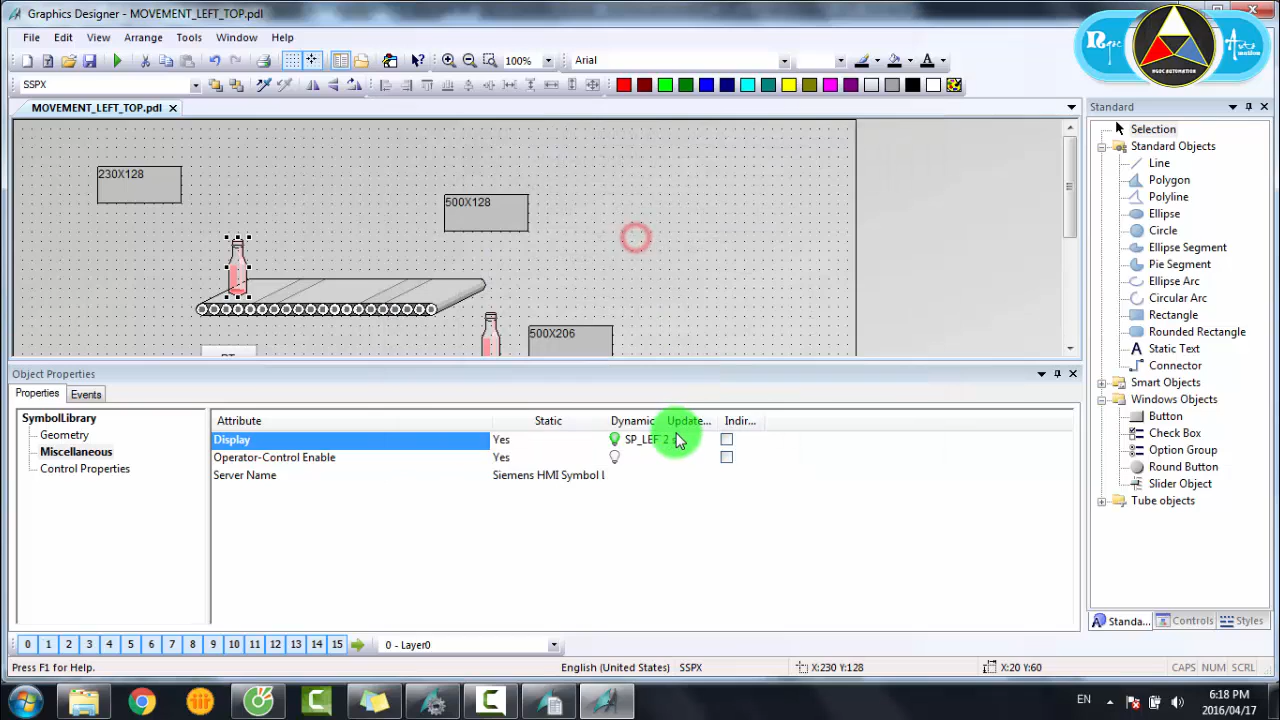 Graphics Designer - MOVEMENT_LEFT_TOP.pdl
File Edit View Arrange Tools Window Help
100% Arial
SSPX
MOVEMENT_LEFT_TOP.pdl
230X128
500X128
500X206
Standard
Selection
Standard Objects
Line
Polygon
Polyline
Ellipse
Circle
Ellipse Segment
Pie Segment
Ellipse Arc
Circular Arc
Rectangle
Rounded Rectangle
Static Text
Connector
Smart Objects
Windows Objects
Button
Check Box
Option Group
Round Button
Slider Object
Tube objects
Standa... Controls Styles
Object Properties
Properties Events
SymbolLibrary
Geometry
Miscellaneous
Control Properties
Attribute Static Dynamic Update... Indir...
Display Yes SP_LEF 2
Operator-Control Enable Yes
Server Name Siemens HMI Symbol L
0 1 2 3 4 5 6 7 8 9 10 11 12 13 14 15 0 - Layer0
Press F1 for Help. English (United States) SSPX X:230 Y:128 X:20 Y:60 CAPS NUM SCRL
EN 6:18 PM
2016/04/17